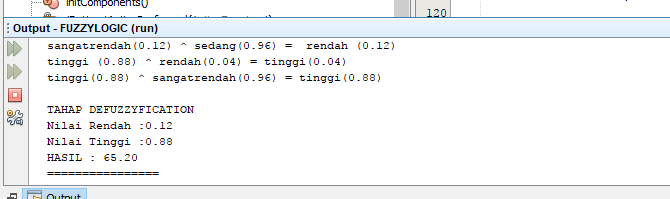 initComponents()
120
Output - FUZZYLOGIC (run)
sangatrendah(0.12) ^ sedang(0.96) =  rendah (0.12)
tinggi (0.88) ^ rendah(0.04) = tinggi(0.04)
tinggi(0.88) ^ sangatrendah(0.96) = tinggi(0.88)
TAHAP DEFUZZYFICATION
Nilai Rendah :0.12
Nilai Tinggi :0.88
HASIL : 65.20
================
Output